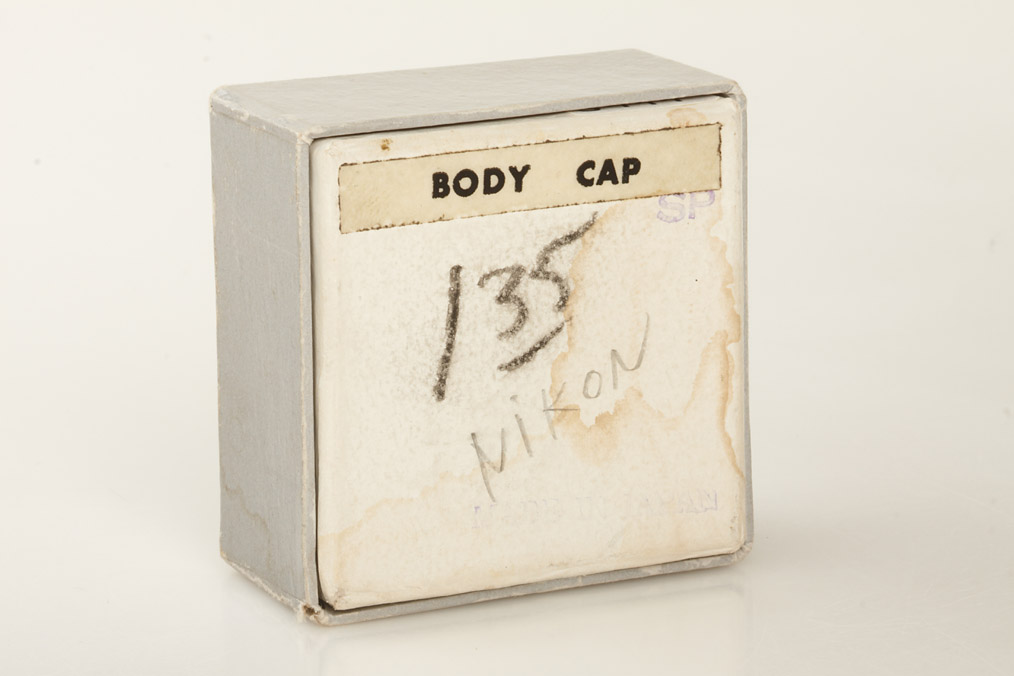 BODY CAP
SP
135
NIKON